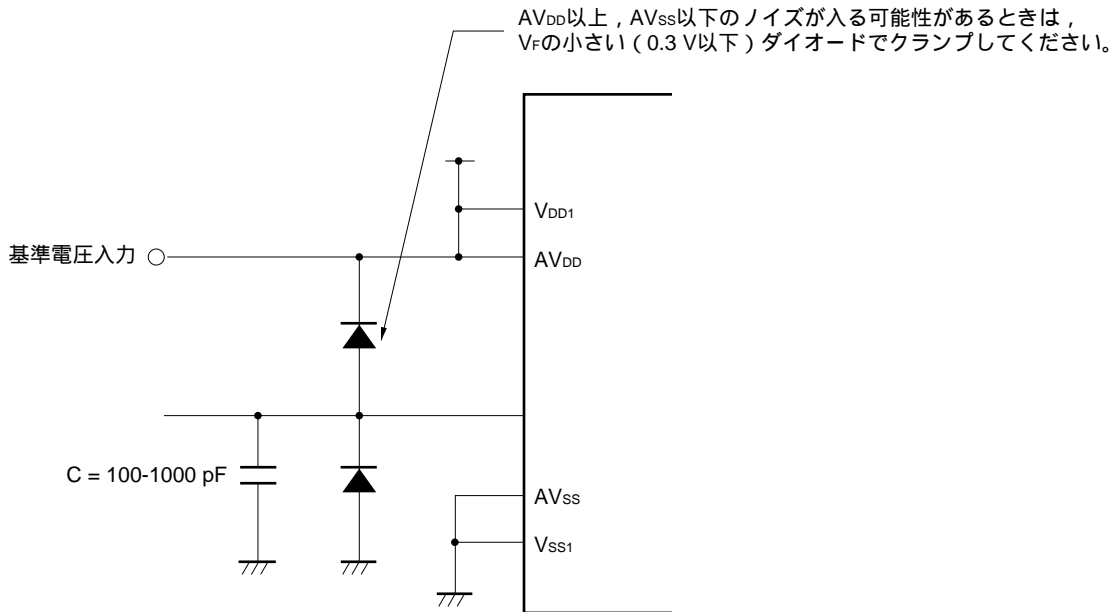 AVDD以上，AVSS以下のノイズが入る可能性があるときは，
VFの小さい（0.3 V以下）ダイオードでクランプしてください。
VDD1
基準電圧入力
AVDD
C = 100-1000 pF
AVSS
VSS1